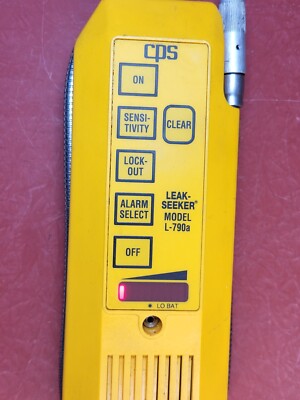 cps
ON
SENSI-
TIVITY
CLEAR
LOCK-
OUT
ALARM
SELECT
LEAK-
SEEKER®
MODEL
L-790a
OFF
LO BAT